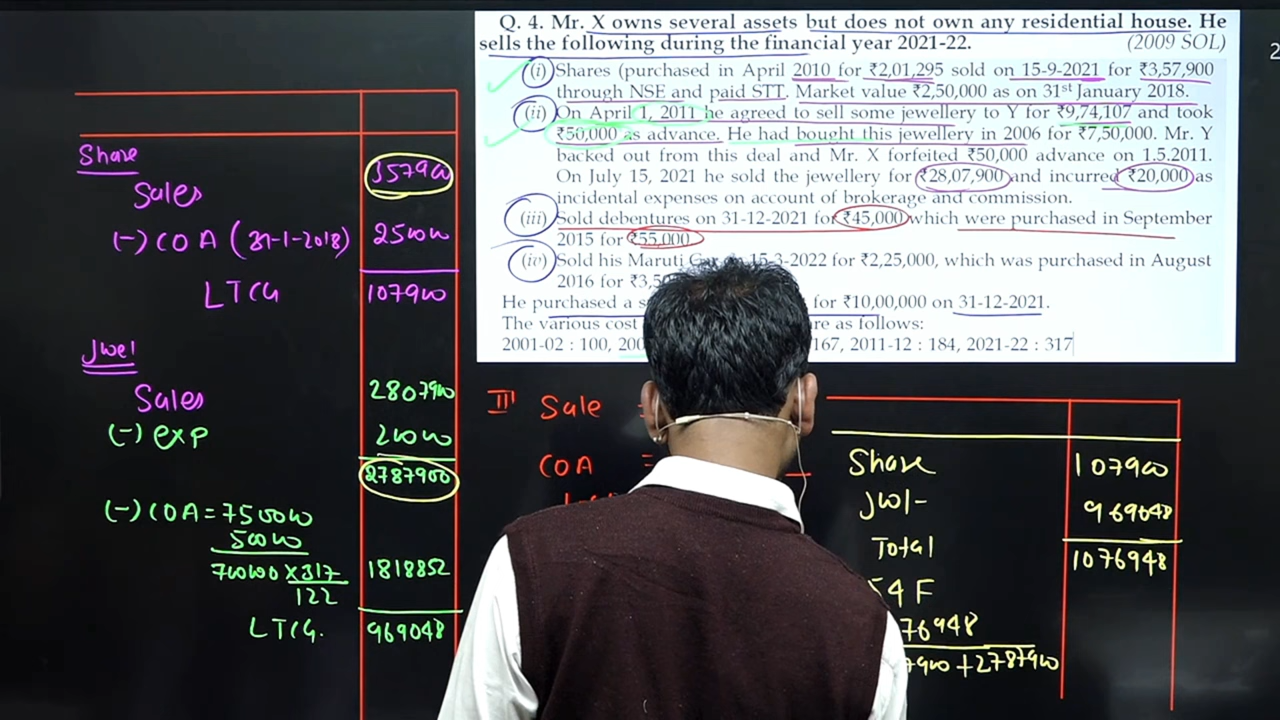 Q. 4. Mr. X owns several assets but does not own any residential house. He
sells the following during the financial year 2021-22. (2009 SOL)
(i) Shares (purchased in April 2010 for ₹2,01,295 sold on 15-9-2021 for ₹3,57,900
through NSE and paid STT. Market value ₹2,50,000 as on 31st January 2018.
(ii) On April 1, 2011 he agreed to sell some jewellery to Y for ₹9,74,107 and took
₹50,000 as advance. He had bought this jewellery in 2006 for ₹7,50,000. Mr. Y
backed out from this deal and Mr. X forfeited ₹50,000 advance on 1.5.2011.
On July 15, 2021 he sold the jewellery for ₹28,07,900 and incurred ₹20,000 as
incidental expenses on account of brokerage and commission.
(iii) Sold debentures on 31-12-2021 for ₹45,000 which were purchased in September
2015 for ₹55,000.
(iv) Sold his Maruti 15-3-2022 for ₹2,25,000, which was purchased in August
2016 for
He purchased a for ₹10,00,000 on 31-12-2021.
The various cost are as follows:
2001-02 : 100, 167, 2011-12 : 184, 2021-22 : 317
2
Share
Sales 357900
(-) COA (31-1-2018) 250000
LTCG 107900
Jwel
Sales 2807900
(-) exp 20000
2787900
(-) COA = 750000
50000
700000 × 317 1818852
122
LTCG. 969048
III Sale =
COA =
Share 107900
Jwl- 969048
Total 1076948
54 F
76948
7900 + 2787900